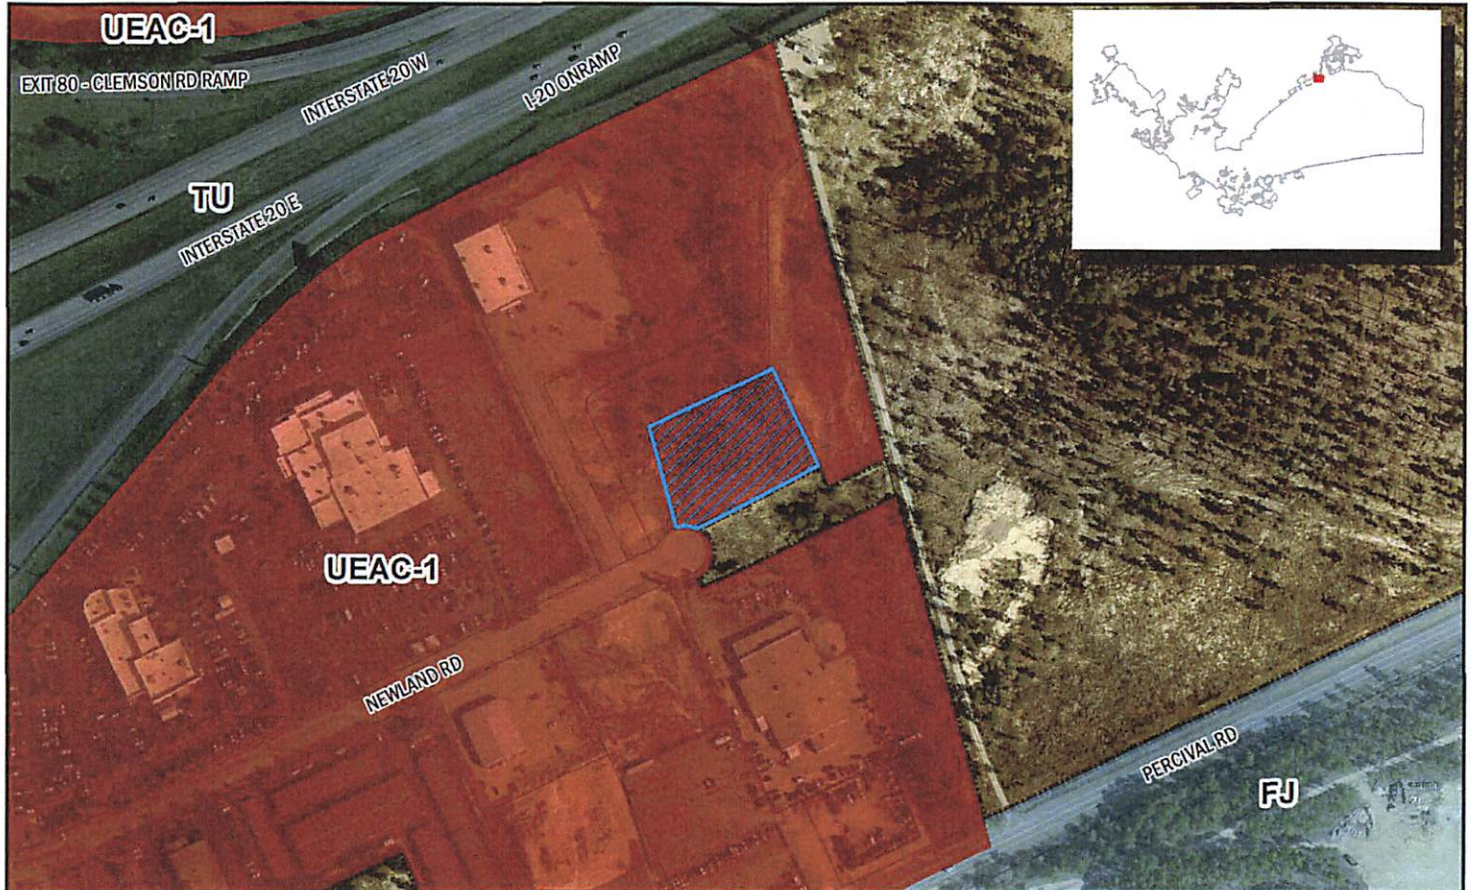 UEAC-1
EXIT 80 - CLEMSON RD RAMP
INTERSTATE 20 W
I-20 ONRAMP
TU
INTERSTATE 20 E
UEAC-1
NEWLAND RD
PERCIVAL RD
FJ